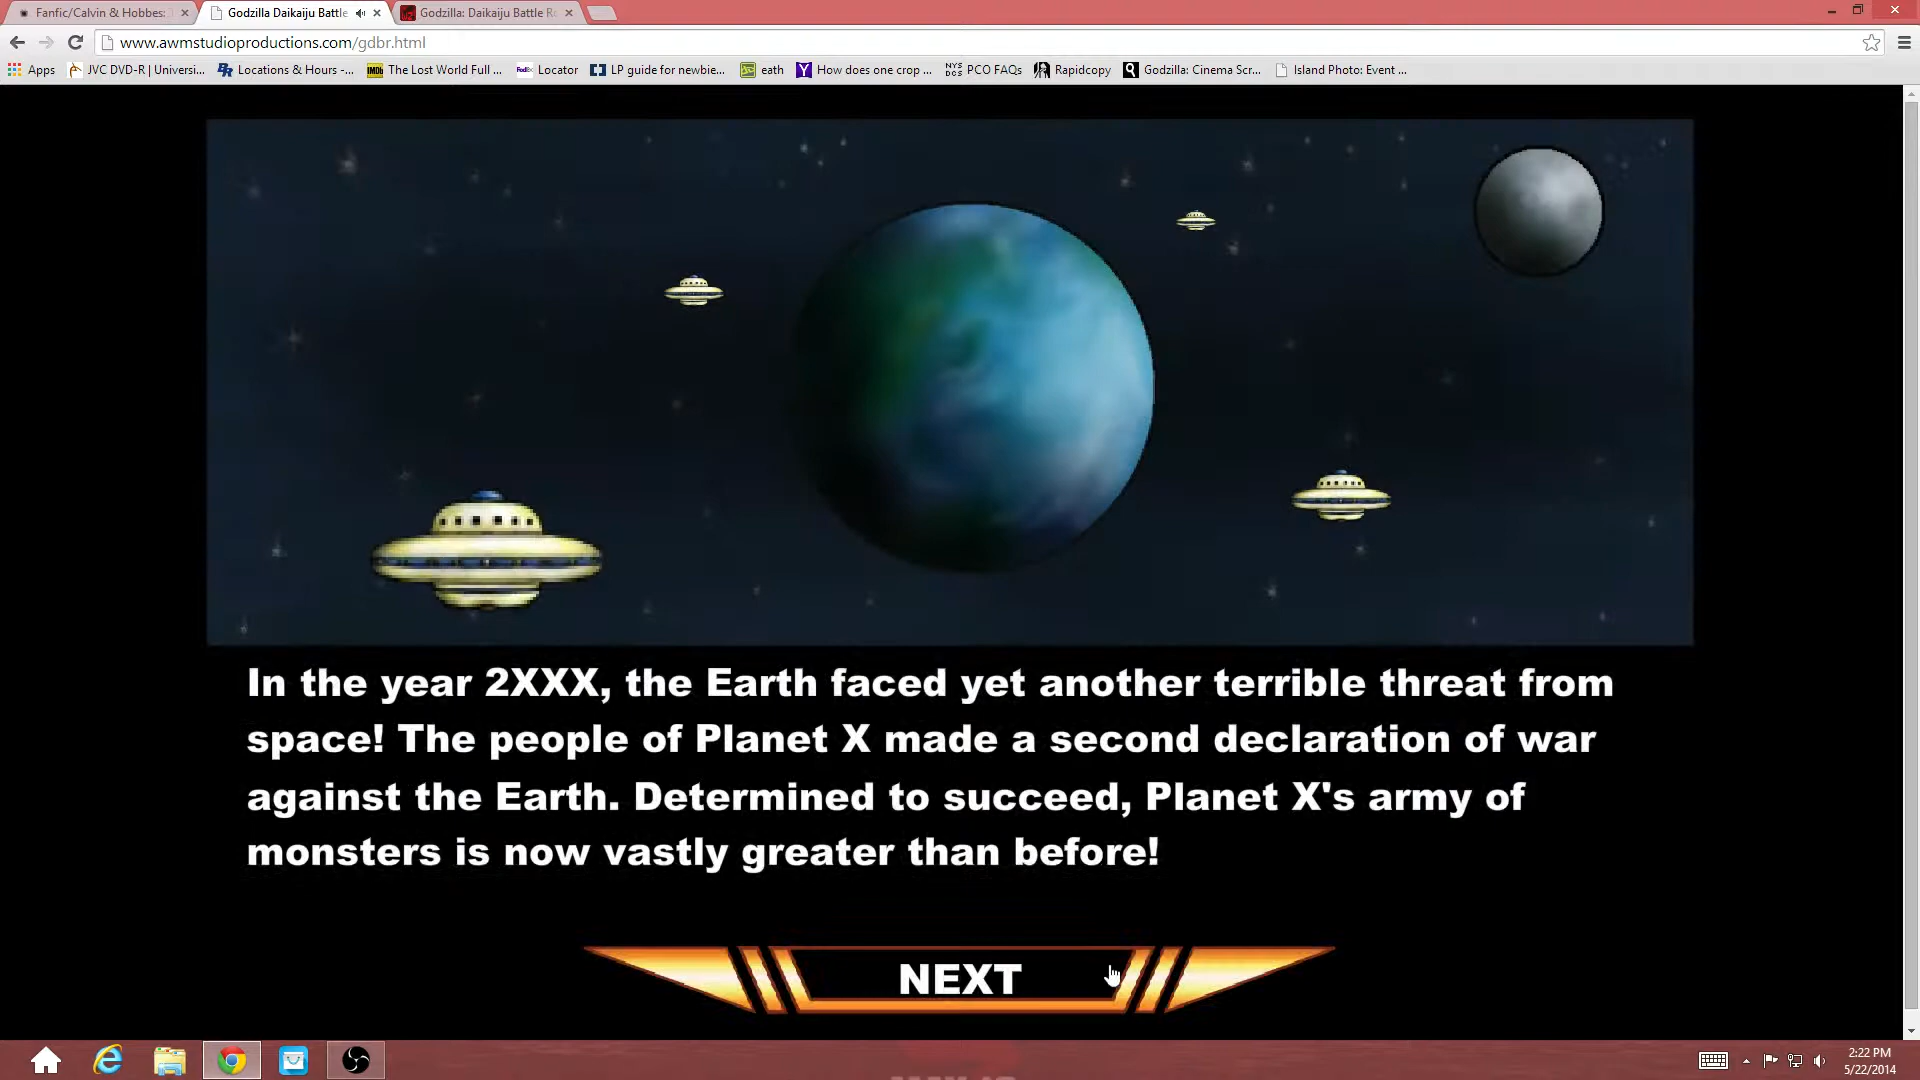 Fanfic/Calvin & Hobbes:
Godzilla Daikaiju Battle
Godzilla: Daikaiju Battle R
www.awmstudioproductions.com/gdbr.html
Apps
JVC DVD-R | Universi...
Locations & Hours -...
The Lost World Full ...
Locator
LP guide for newbie...
eath
How does one crop ...
PCO FAQs
Rapidcopy
Godzilla: Cinema Scr...
Island Photo: Event ...
In the year 2XXX, the Earth faced yet another terrible threat from
space! The people of Planet X made a second declaration of war
against the Earth. Determined to succeed, Planet X's army of
monsters is now vastly greater than before!
NEXT
2:22 PM
5/22/2014